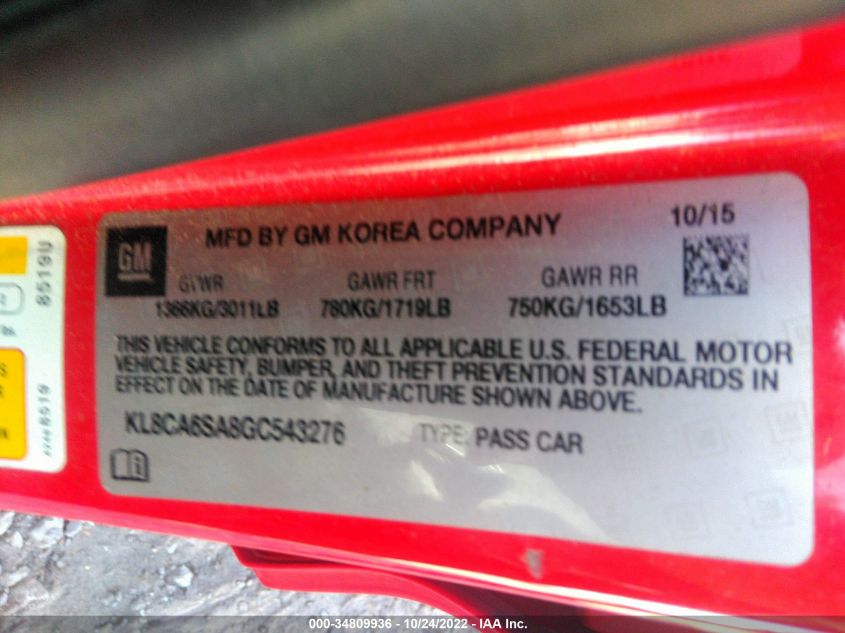 GM
MFD BY GM KOREA COMPANY 10/15
GVWR GAWR FRT GAWR RR
1366KG/3011LB 780KG/1719LB 750KG/1653LB
THIS VEHICLE CONFORMS TO ALL APPLICABLE U.S. FEDERAL MOTOR
VEHICLE SAFETY, BUMPER, AND THEFT PREVENTION STANDARDS IN
EFFECT ON THE DATE OF MANUFACTURE SHOWN ABOVE.
KL8CA6SA8GC543276 TYPE: PASS CAR
8519U
000-34809936 - 10/24/2022 - IAA Inc.